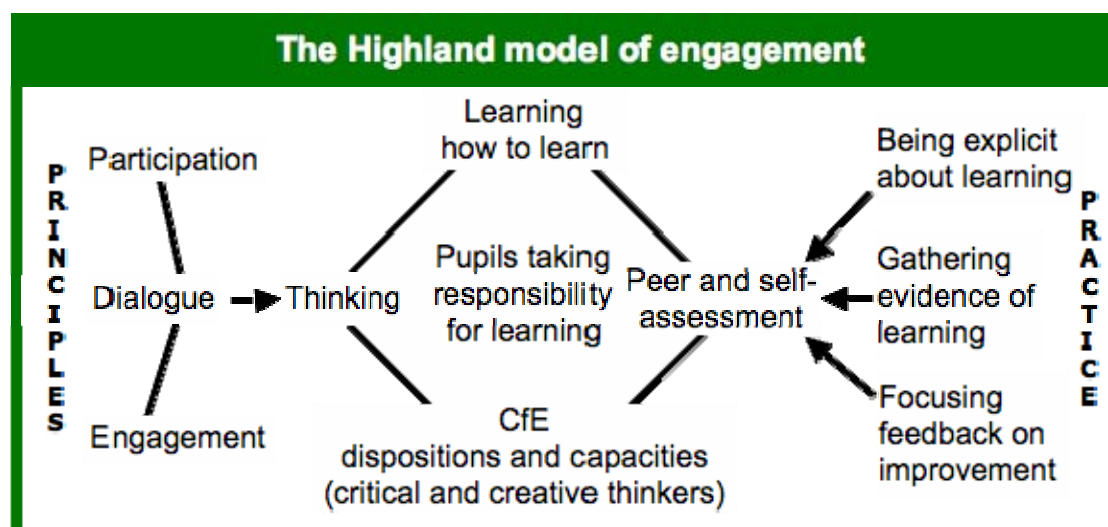 The Highland model of engagement
PRINCIPLES
Participation
Dialogue
Engagement
Thinking
Learning
how to learn
Pupils taking
responsibility
for learning
CfE
dispositions and capacities
(critical and creative thinkers)
Peer and self-
assessment
Being explicit
about learning
Gathering
evidence of
learning
Focusing
feedback on
improvement
PRACTICE